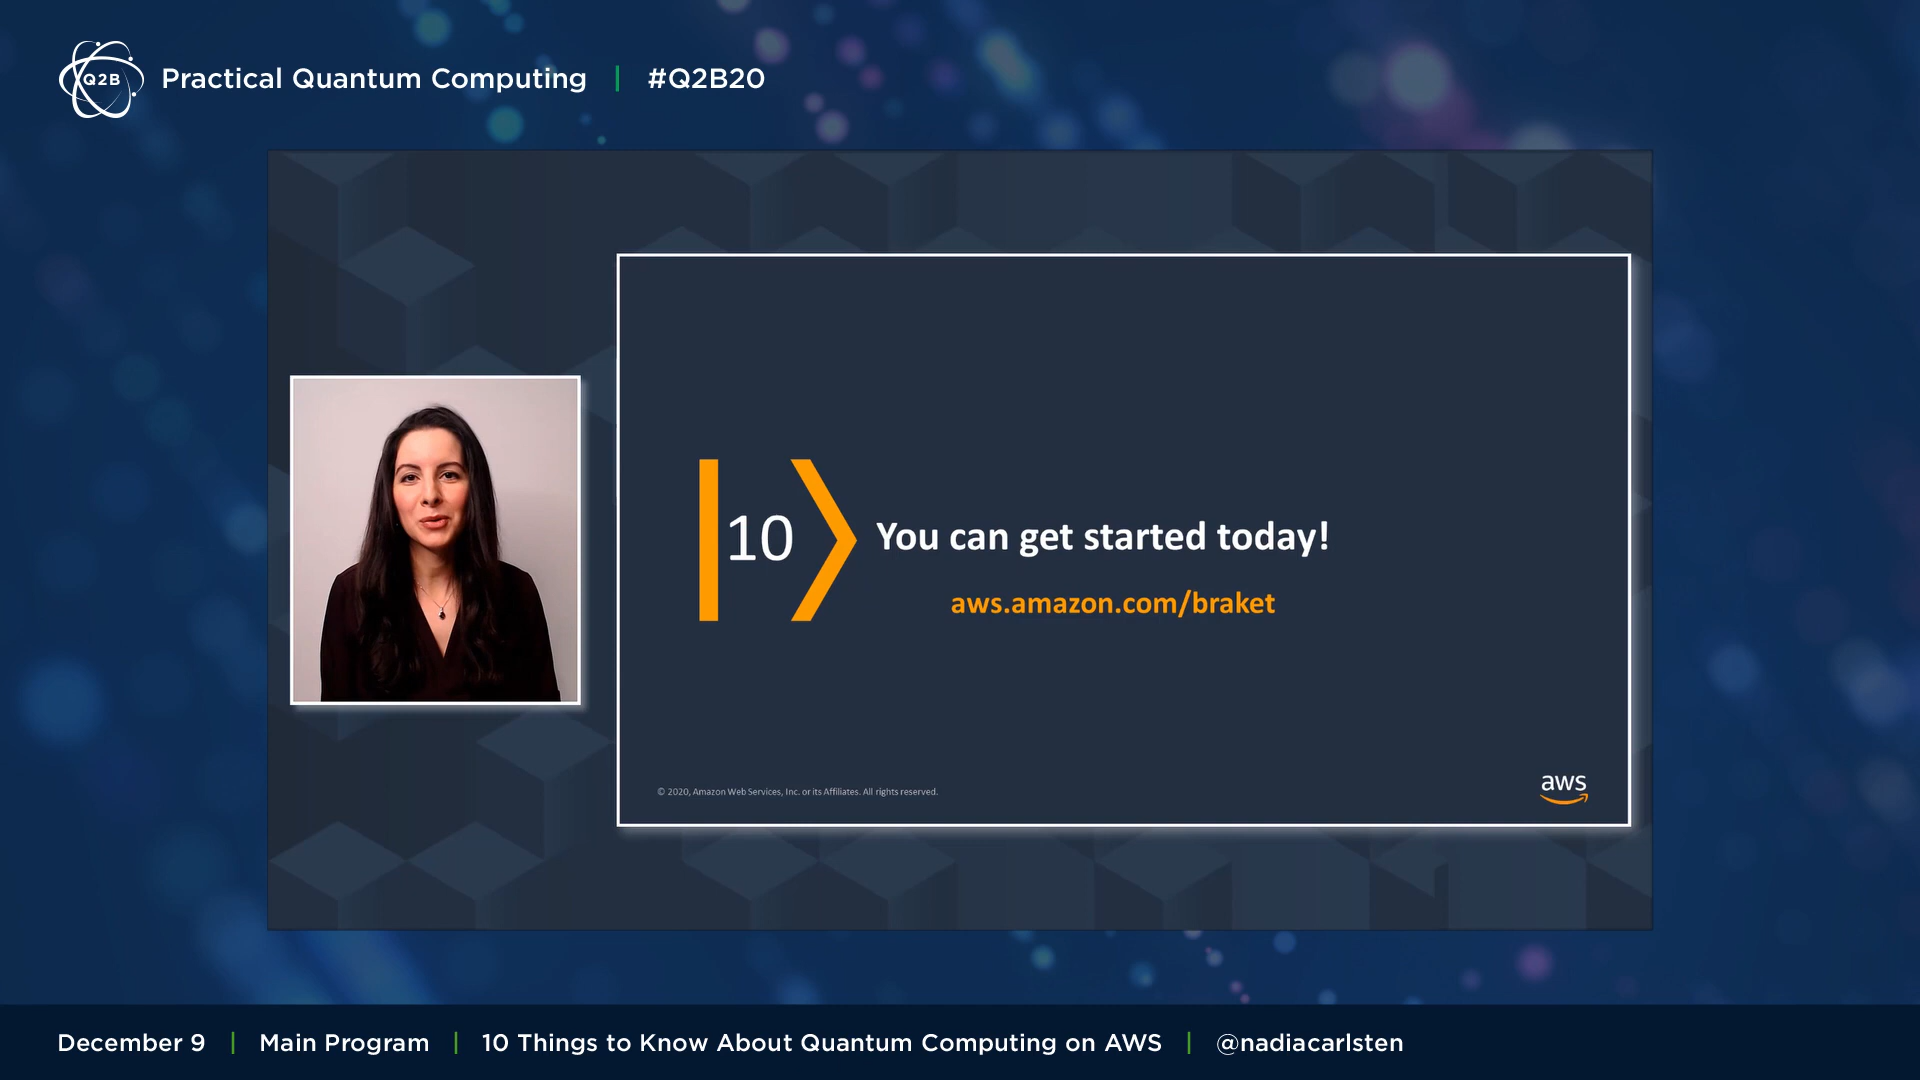 Q2B
Practical Quantum Computing | #Q2B20
10
You can get started today!
aws.amazon.com/braket
© 2020, Amazon Web Services, Inc. or its Affiliates. All rights reserved.
aws
December 9 | Main Program | 10 Things to Know About Quantum Computing on AWS | @nadiacarlsten